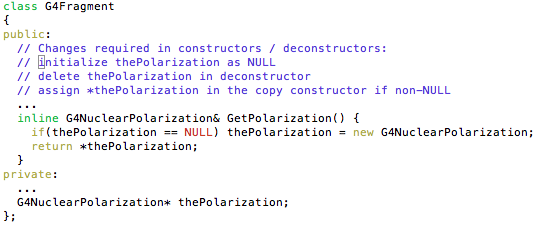 class G4Fragment
{
public:
  // Changes required in constructors / deconstructors:
  // initialize thePolarization as NULL
  // delete thePolarization in deconstructor
  // assign *thePolarization in the copy constructor if non-NULL
  ...
  inline G4NuclearPolarization& GetPolarization() {
    if(thePolarization == NULL) thePolarization = new G4NuclearPolarization;
    return *thePolarization;
  }
private:
  ...
  G4NuclearPolarization* thePolarization;
};